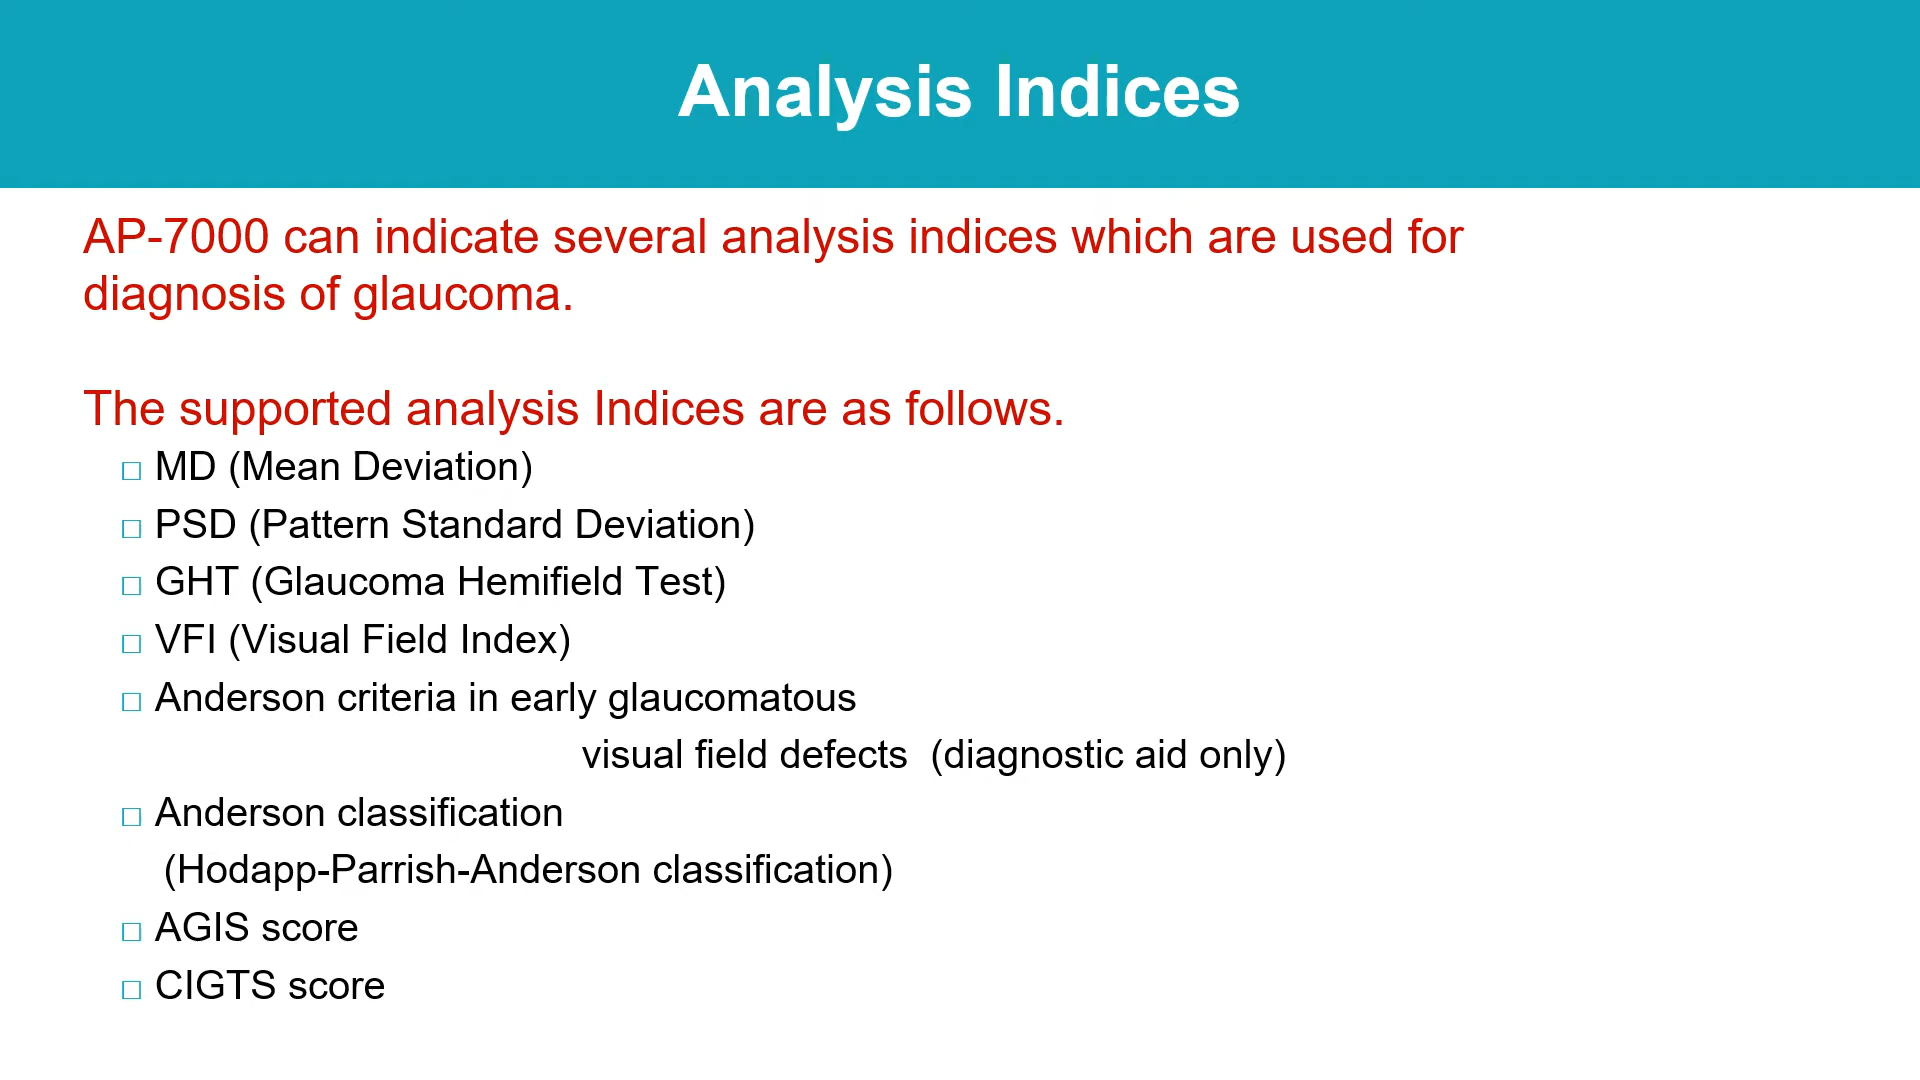 Analysis Indices
AP-7000 can indicate several analysis indices which are used for
diagnosis of glaucoma.
The supported analysis Indices are as follows.
□ MD (Mean Deviation)
□ PSD (Pattern Standard Deviation)
□ GHT (Glaucoma Hemifield Test)
□ VFI (Visual Field Index)
□ Anderson criteria in early glaucomatous
visual field defects (diagnostic aid only)
□ Anderson classification
(Hodapp-Parrish-Anderson classification)
□ AGIS score
□ CIGTS score